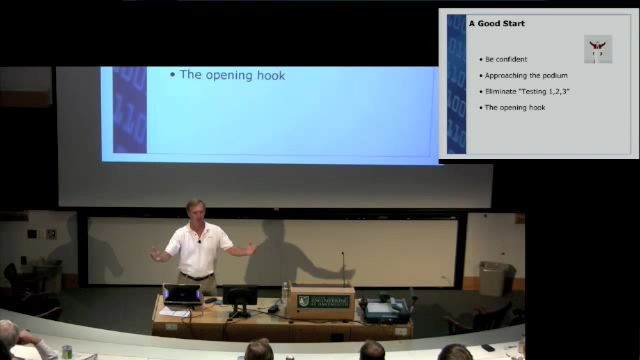 A Good Start
• Be confident
• Approaching the podium
• Eliminate "Testing 1,2,3"
• The opening hook
• The opening hook